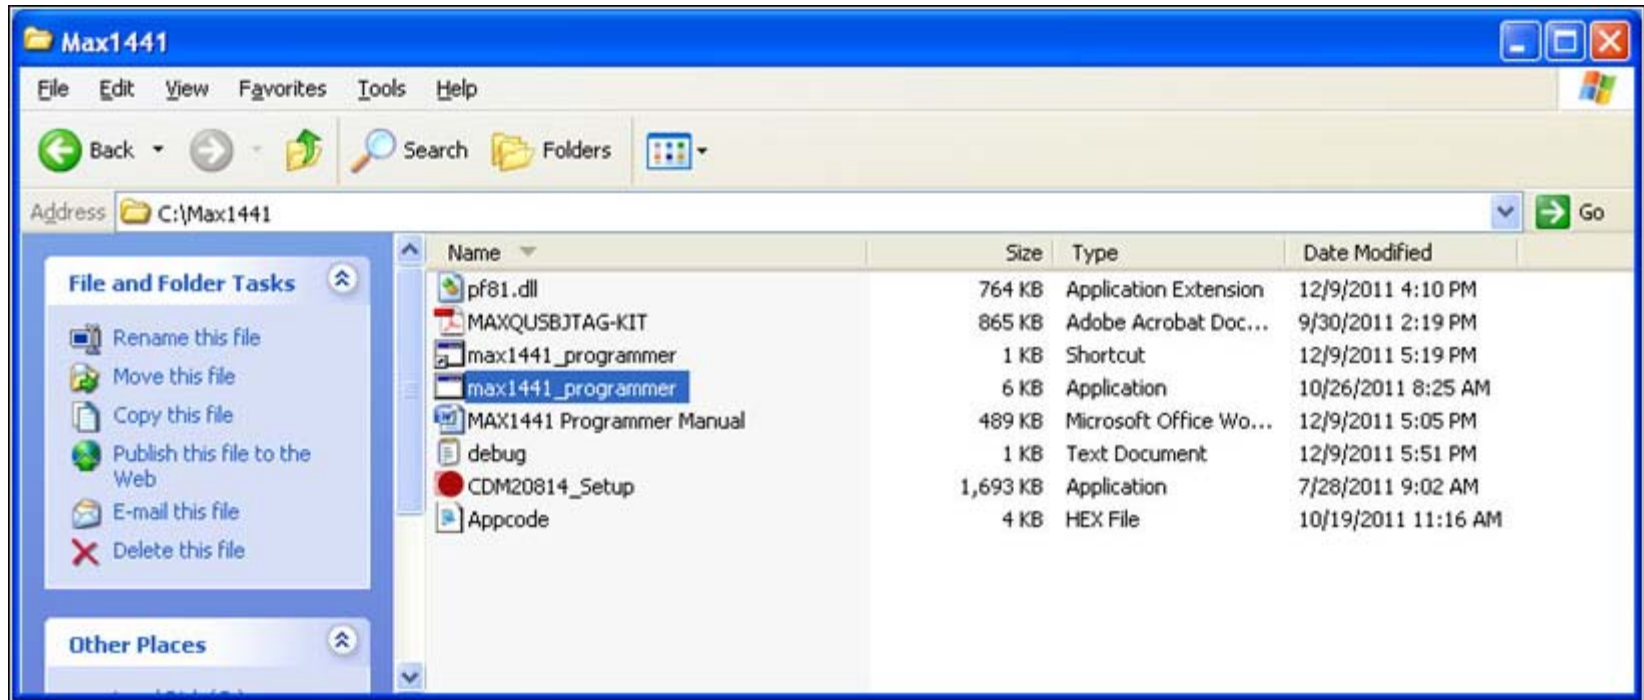 Max1441
File Edit View Favorites Tools Help
Back Search Folders
Address C:\Max1441 Go
Name Size Type Date Modified
File and Folder Tasks
Rename this file
Move this file
Copy this file
Publish this file to the
Web
E-mail this file
Delete this file
Other Places
pf81.dll 764 KB Application Extension 12/9/2011 4:10 PM
MAXQUSBJTAG-KIT 865 KB Adobe Acrobat Doc... 9/30/2011 2:19 PM
max1441_programmer 1 KB Shortcut 12/9/2011 5:19 PM
max1441_programmer 6 KB Application 10/26/2011 8:25 AM
MAX1441 Programmer Manual 489 KB Microsoft Office Wo... 12/9/2011 5:05 PM
debug 1 KB Text Document 12/9/2011 5:51 PM
CDM20814_Setup 1,693 KB Application 7/28/2011 9:02 AM
Appcode 4 KB HEX File 10/19/2011 11:16 AM